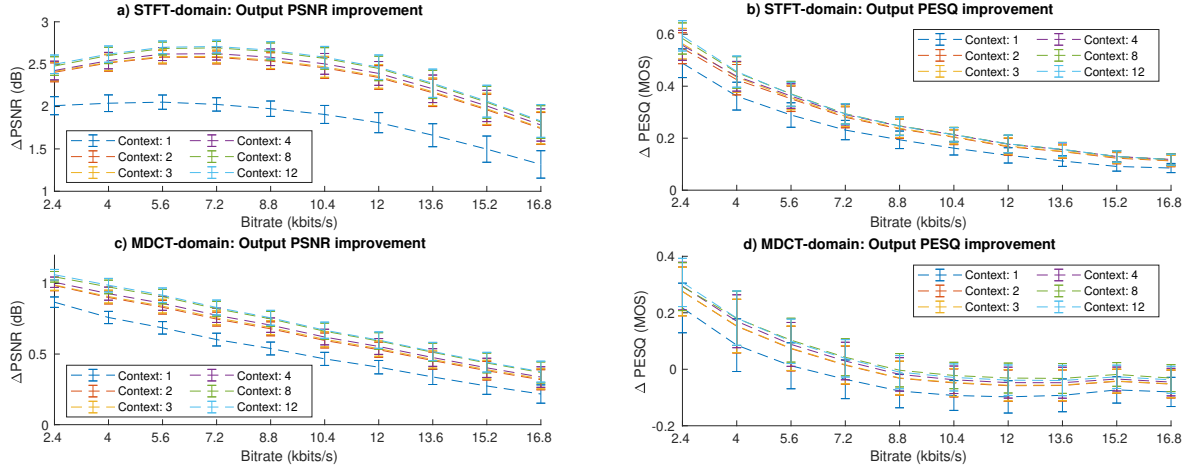 a) STFT-domain: Output PSNR improvement
3
2.5
2
1.5
1
ΔPSNR (dB)
Context: 1
Context: 2
Context: 3
Context: 4
Context: 8
Context: 12
2.4 4 5.6 7.2 8.8 10.4 12 13.6 15.2 16.8
Bitrate (kbits/s)
b) STFT-domain: Output PESQ improvement
0.6
0.4
0.2
0
Δ PESQ (MOS)
Context: 1
Context: 2
Context: 3
Context: 4
Context: 8
Context: 12
2.4 4 5.6 7.2 8.8 10.4 12 13.6 15.2 16.8
Bitrate (kbits/s)
c) MDCT-domain: Output PSNR improvement
1
0.5
0
ΔPSNR (dB)
Context: 1
Context: 2
Context: 3
Context: 4
Context: 8
Context: 12
2.4 4 5.6 7.2 8.8 10.4 12 13.6 15.2 16.8
Bitrate (kbits/s)
d) MDCT-domain: Output PESQ improvement
0.4
0.2
0
-0.2
Δ PESQ (MOS)
Context: 1
Context: 2
Context: 3
Context: 4
Context: 8
Context: 12
2.4 4 5.6 7.2 8.8 10.4 12 13.6 15.2 16.8
Bitrate (kbits/s)